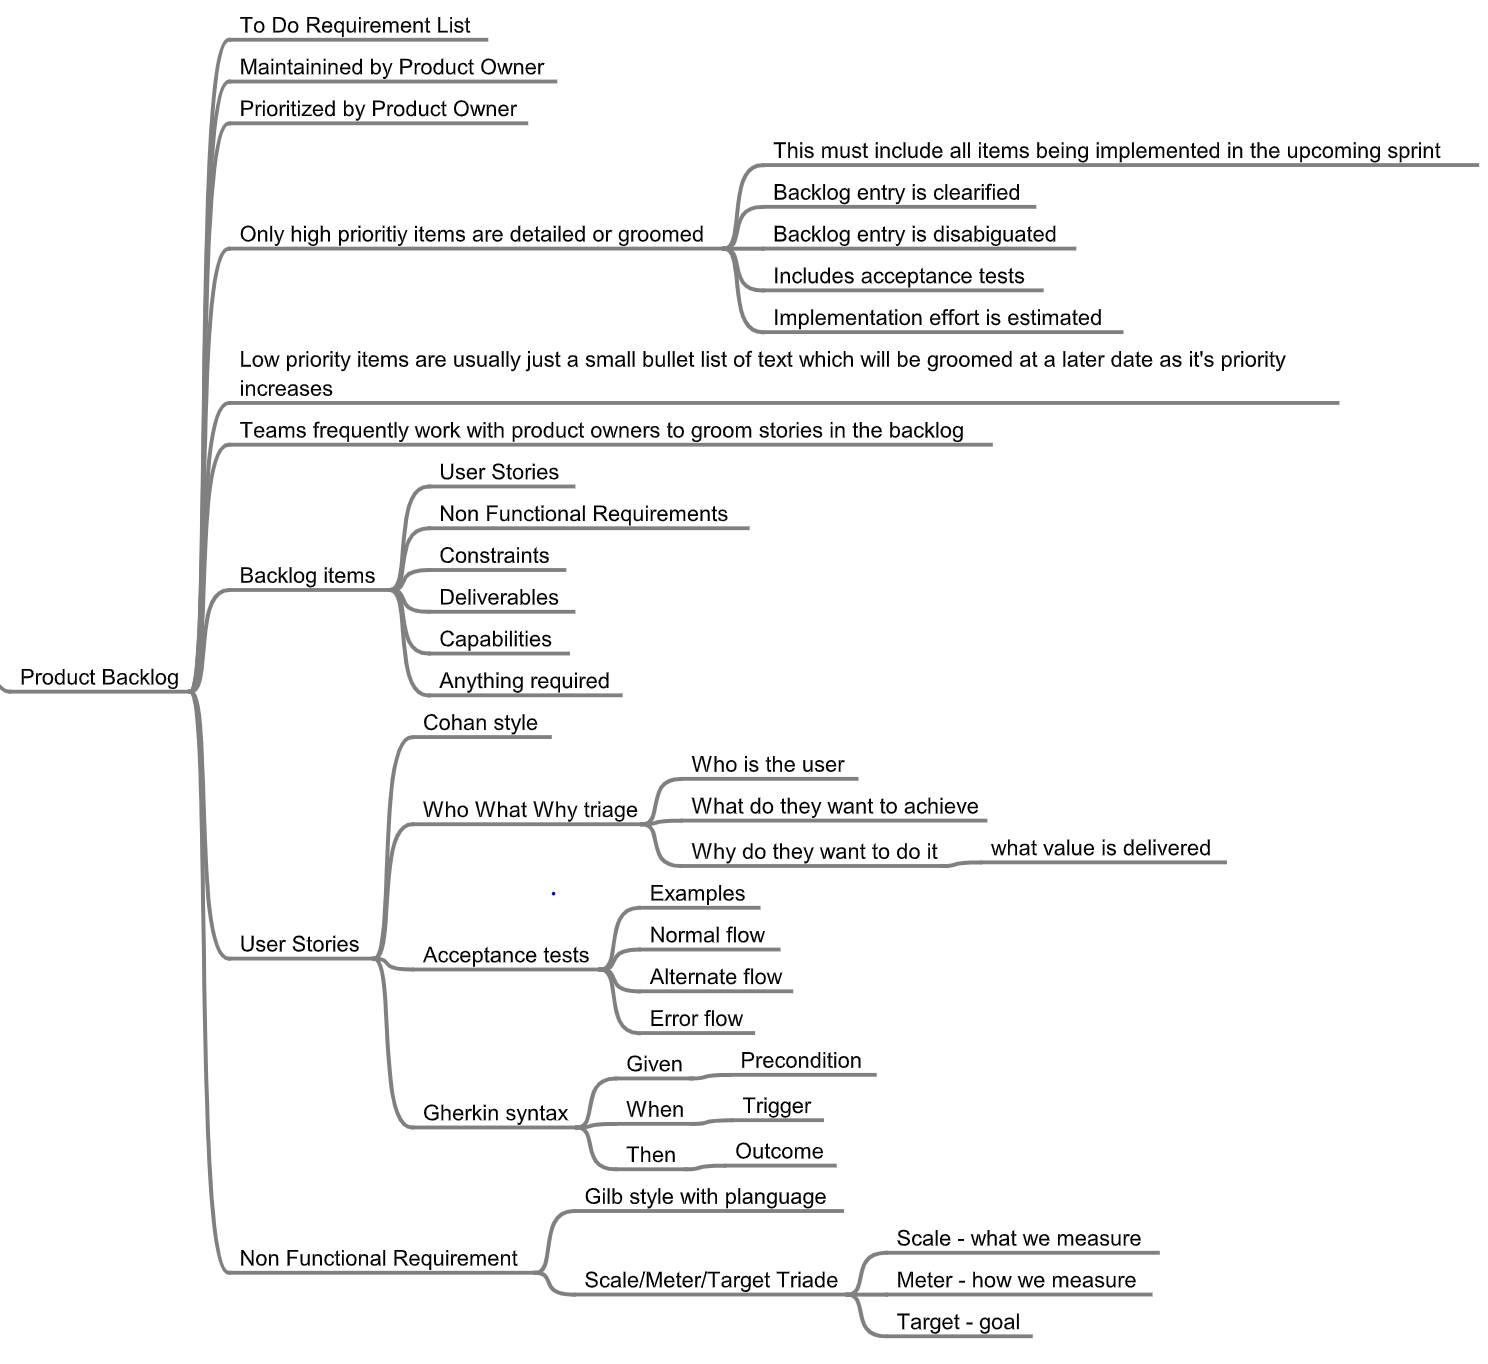 To Do Requirement List
Maintainined by Product Owner
Prioritized by Product Owner
This must include all items being implemented in the upcoming sprint
Backlog entry is clearified
Only high prioritiy items are detailed or groomed
Backlog entry is disabiguated
Includes acceptance tests
Implementation effort is estimated
Low priority items are usually just a small bullet list of text which will be groomed at a later date as it's priority
increases
Teams frequently work with product owners to groom stories in the backlog
User Stories
Non Functional Requirements
Constraints
Backlog items
Deliverables
Capabilities
Product Backlog
Anything required
Cohan style
Who is the user
Who What Why triage
What do they want to achieve
Why do they want to do it
what value is delivered
Examples
Normal flow
User Stories
Acceptance tests
Alternate flow
Error flow
Given
Precondition
Gherkin syntax
When
Trigger
Then
Outcome
Gilb style with planguage
Non Functional Requirement
Scale - what we measure
Scale/Meter/Target Triade
Meter - how we measure
Target - goal